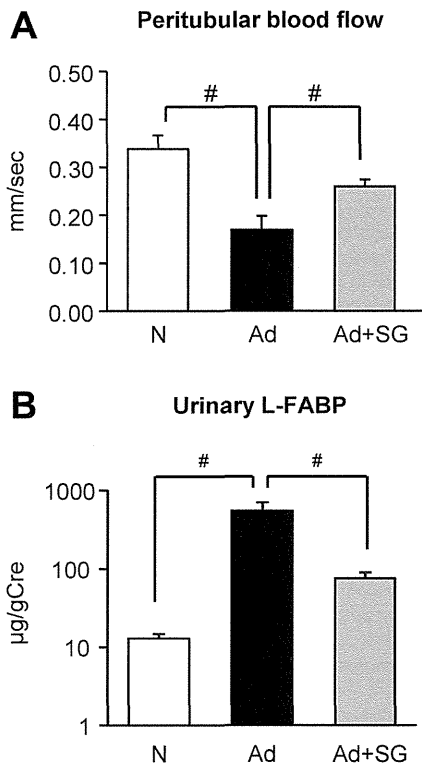 A
Peritubular blood flow
mm/sec
0.50
0.40
0.30
0.20
0.10
0.00
# #
N Ad Ad+SG
B
Urinary L-FABP
µg/gCre
1000
100
10
1
# #
N Ad Ad+SG